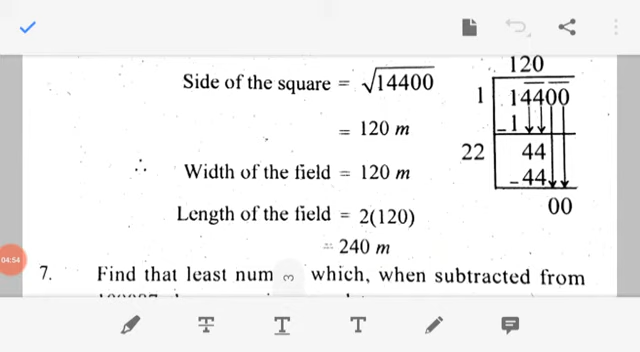 120
Side of the square = √14400
1 14400
-1
= 120 m
22 44
Width of the field = 120 m
-44
Length of the field = 2(120)
00
= 240 m
04:54
7. Find that least num which, when subtracted from